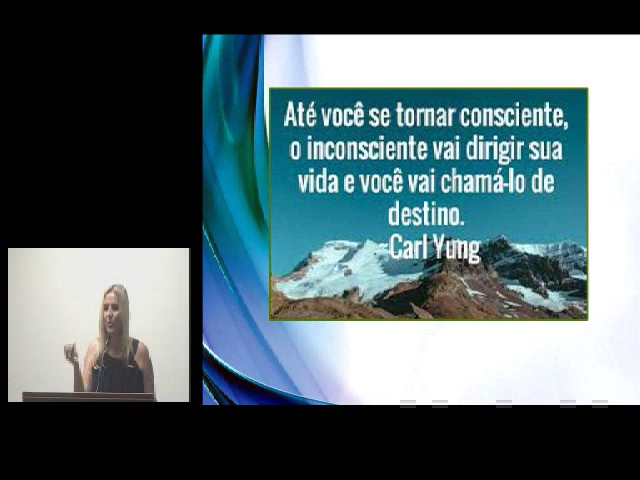 Até você se tornar consciente,
o inconsciente vai dirigir sua
vida e você vai chamá-lo de
destino.
Carl Yung